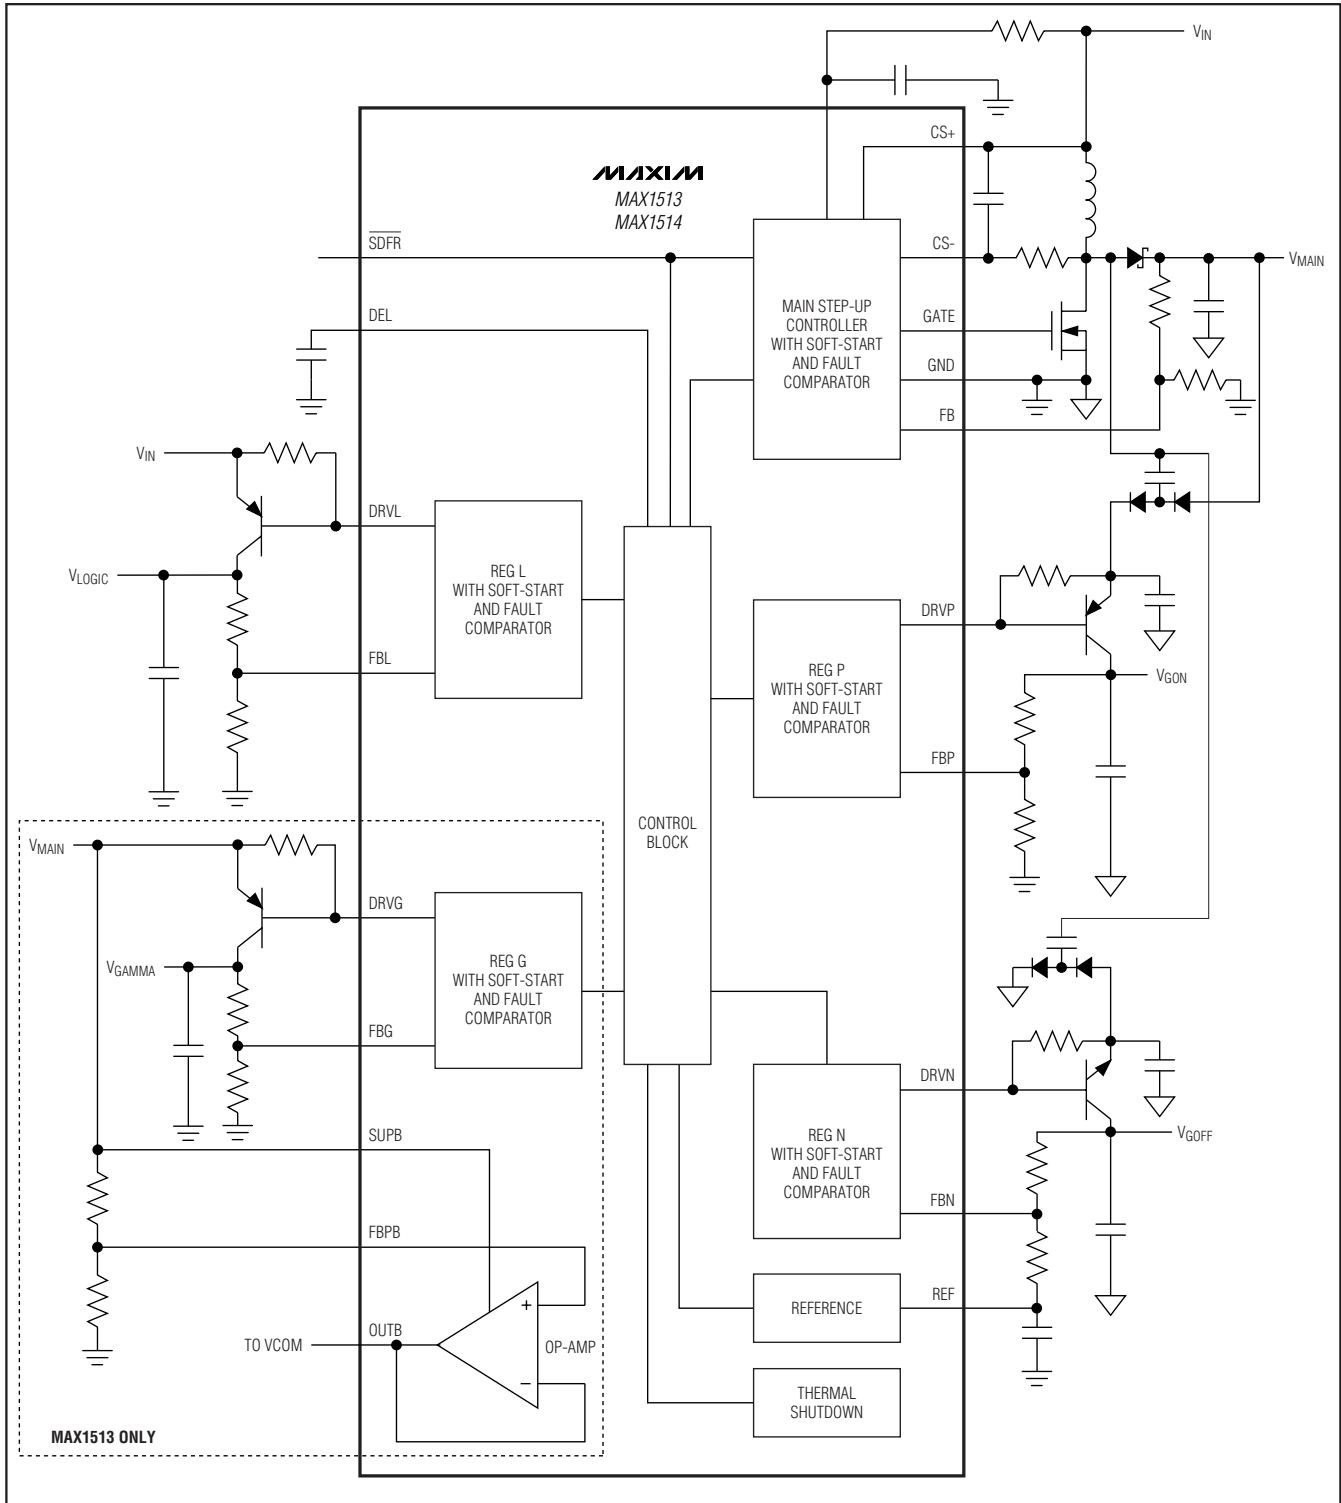 VIN
CS+
MAXIM
MAX1513
MAX1514
SDFR
CS-
VMAIN
MAIN STEP-UP
CONTROLLER
WITH SOFT-START
AND FAULT
COMPARATOR
DEL
GATE
GND
FB
VIN
DRVL
REG L
WITH SOFT-START
AND FAULT
COMPARATOR
VLOGIC
FBL
DRVP
REG P
WITH SOFT-START
AND FAULT
COMPARATOR
VGON
FBP
CONTROL
BLOCK
VMAIN
DRVG
REG G
WITH SOFT-START
AND FAULT
COMPARATOR
VGAMMA
FBG
DRVN
REG N
WITH SOFT-START
AND FAULT
COMPARATOR
VGOFF
FBN
SUPB
FBPB
+
REFERENCE
REF
OUTB
TO VCOM
OP-AMP
−
THERMAL
SHUTDOWN
MAX1513 ONLY